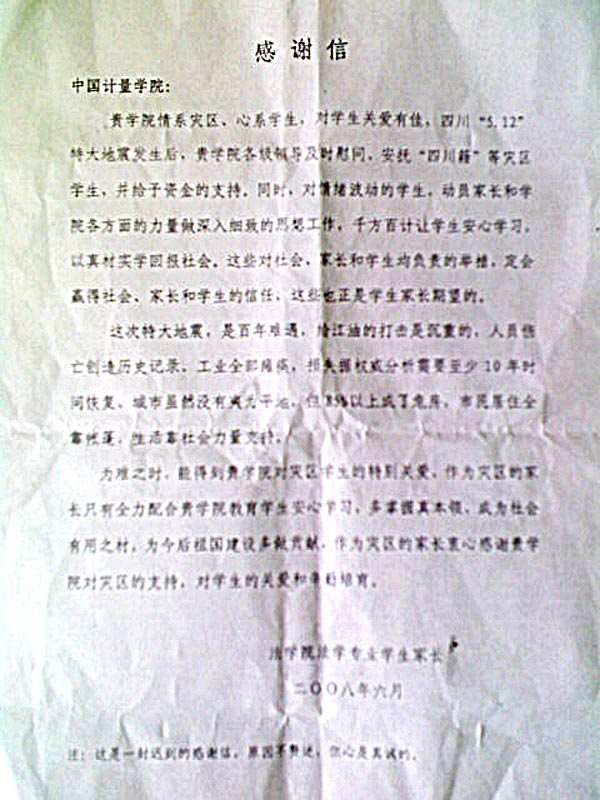 感谢信
中国计量学院：
贵学院情系灾区、心系学生，对学生关爱有佳，四川“5.12”
特大地震发生后，贵学院各级领导及时慰问、安抚“四川籍”等灾区
学生，并给予资金的支持。同时，对情绪波动的学生，动员家长和学
院各方面的力量做深入细致的思想工作，千方百计让学生安心学习，
以真材实学回报社会。这些对社会、家长和学生均负责的举措，定会
赢得社会、家长和学生的信任，这些也正是学生家长期望的。
这次特大地震，是百年难遇，给江油的打击是沉重的，人员伤
亡创造历史记录，工业全部瘫痪，损失据权威分析需要至少10年时
间恢复，城市虽然没有夷为平地，但 以上成了危房，市民居住全
靠帐蓬，生活靠社会力量支持。
为难之时，能得到贵学院对灾区学生的特别关爱，作为灾区的家
长只有全力配合贵学院教育学生安心学习，多掌握真本领，成为社会
有用之材，为今后祖国建设多做贡献，作为灾区的家长衷心感谢贵学
院对灾区的支持，对学生的关爱和辛勤培育。
法学院法学专业学生家长
二〇〇八年六月
注：这是一封迟到的感谢信，原因不赘述，但心是真诚的。